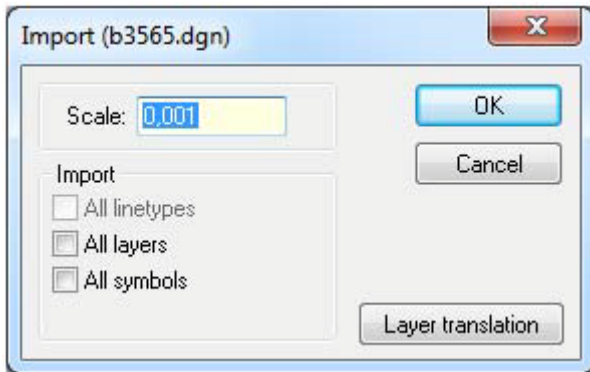 Import (b3565.dgn)
Scale: 0,001
OK
Cancel
Import
All linetypes
All layers
All symbols
Layer translation